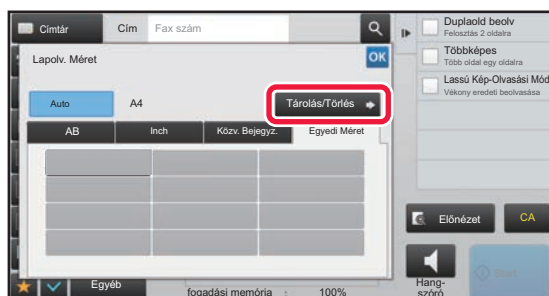 Címtár
Cím
Fax szám
Lapolv. Méret
OK
Auto
A4
Tárolás/Törlés
AB
Inch
Közv. Bejegyz.
Egyedi Méret
Egyéb
fogadási memória : 100%
Duplaold beolv
Felosztás 2 oldalra
Többképes
Több oldal egy oldalra
Lassú Kép-Olvasási Mód
Vékony eredeti beolvasása
Előnézet
CA
Hang-
szóró
Start